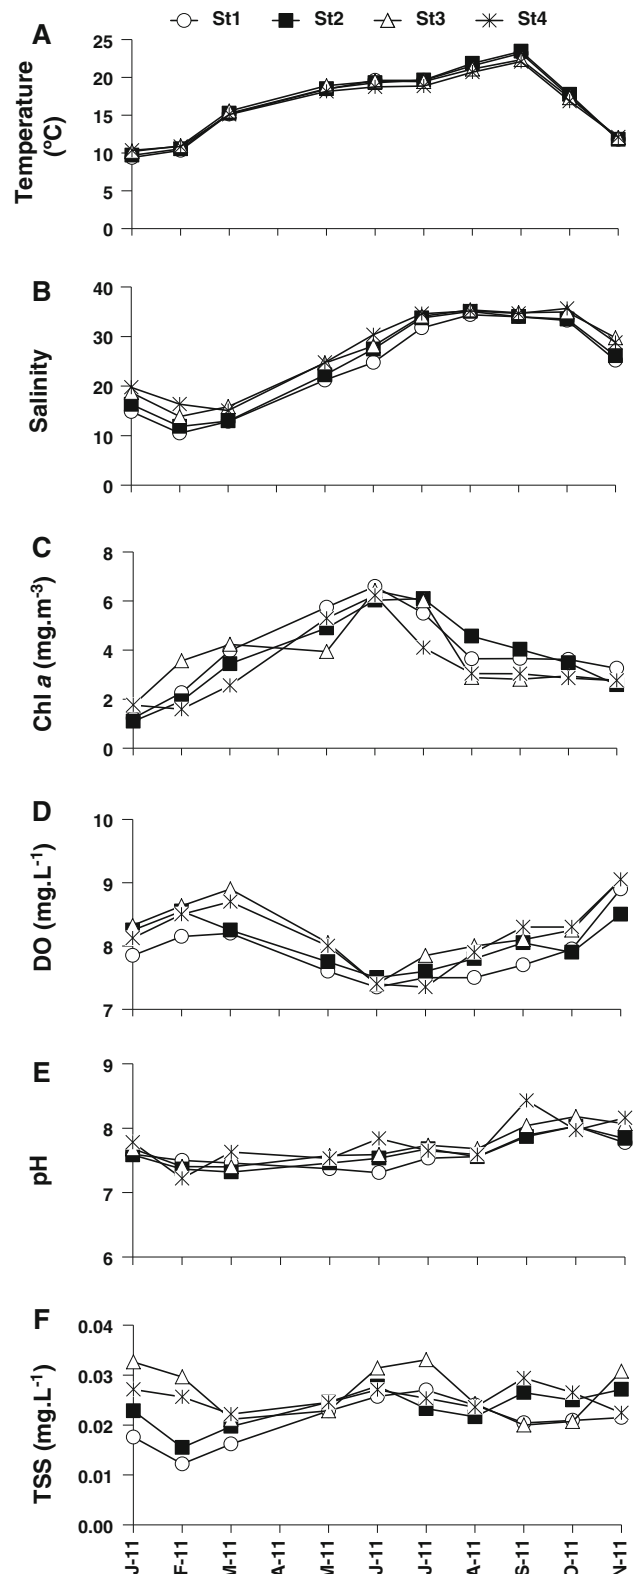 St1 St2 St3 St4
A
Temperature
(°C)
25
20
15
10
5
0
B
Salinity
40
30
20
10
0
C
Chl a (mg.m-3)
8
6
4
2
0
D
DO (mg.L-1)
10
9
8
7
E
pH
9
8
7
6
F
TSS (mg.L-1)
0.04
0.03
0.02
0.01
0.00
J-11 F-11 M-11 A-11 M-11 J-11 J-11 A-11 S-11 O-11 N-11